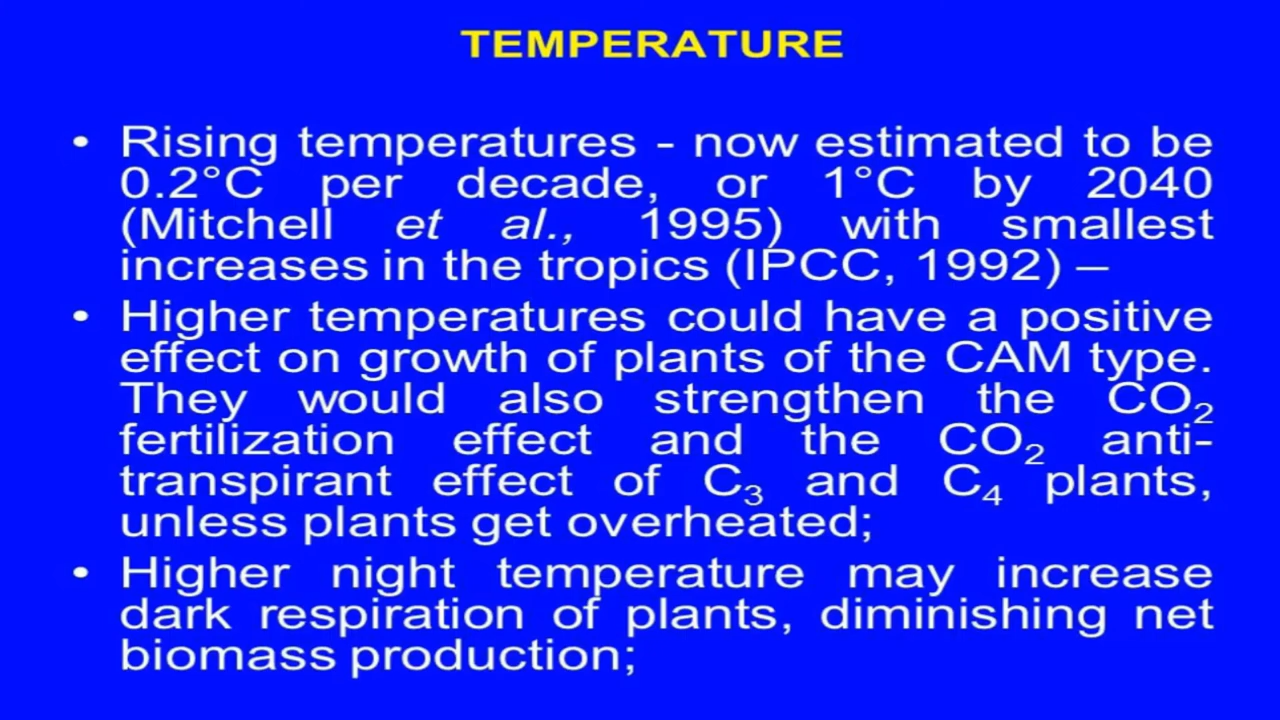 TEMPERATURE
• Rising temperatures - now estimated to be
0.2°C per decade, or 1°C by 2040
(Mitchell et al., 1995) with smallest
increases in the tropics (IPCC, 1992) –
• Higher temperatures could have a positive
effect on growth of plants of the CAM type.
They would also strengthen the CO₂
fertilization effect and the CO₂ anti-
transpirant effect of C₃ and C₄ plants,
unless plants get overheated;
• Higher night temperature may increase
dark respiration of plants, diminishing net
biomass production;